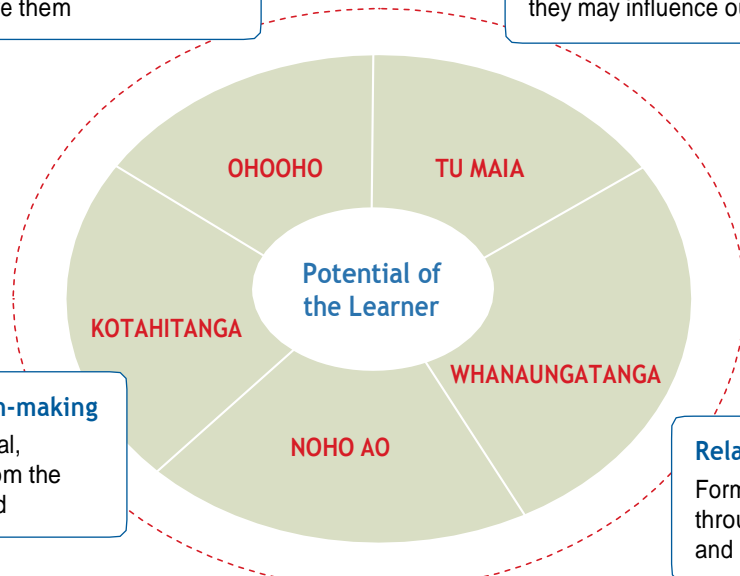 e them
they may influence ou
OHOOHO
TU MAIA
Potential of
the Learner
KOTAHITANGA
WHANAUNGATANGA
NOHO AO
n-making
al,
om the
d
Rela
Form
throu
and